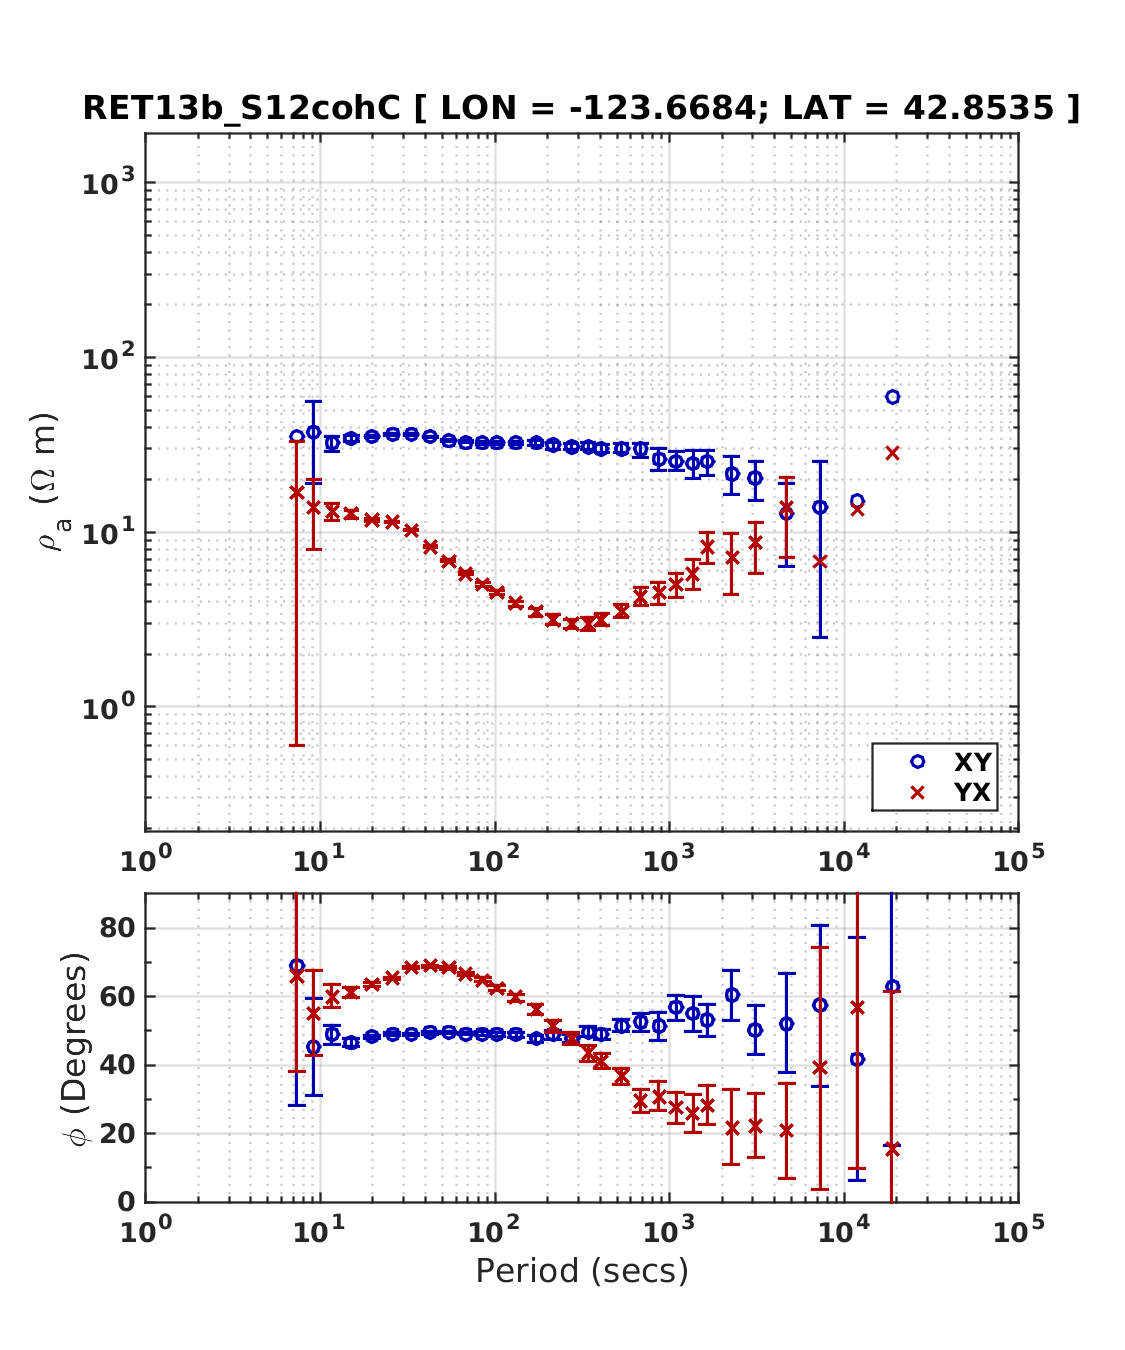 RET13b_S12cohC [ LON = -123.6684; LAT = 42.8535 ]
10³
10²
10¹
10⁰
ρ a (Ω m)
XY
YX
10⁰ 10¹ 10² 10³ 10⁴ 10⁵
80
60
40
20
0
ϕ (Degrees)
10⁰ 10¹ 10² 10³ 10⁴ 10⁵
Period (secs)